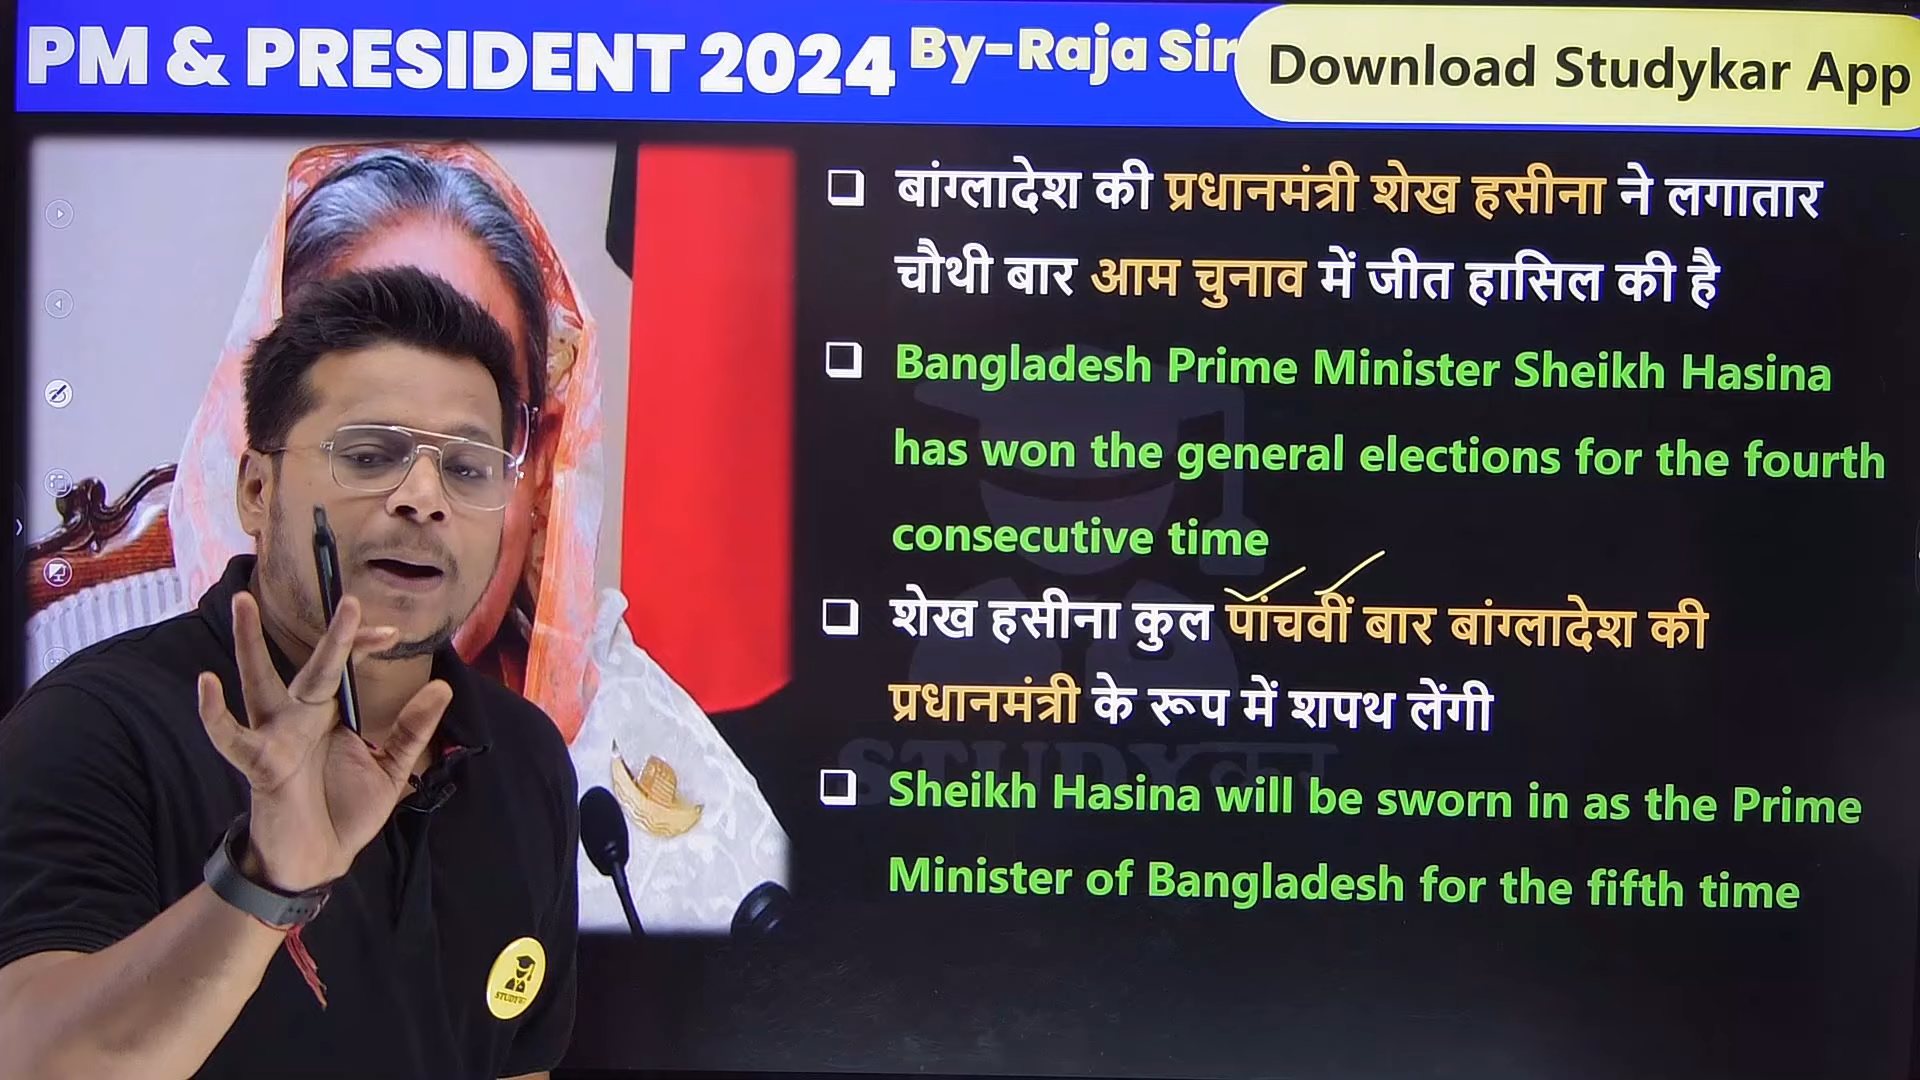 PM & PRESIDENT 2024 By-Raja Sir Download Studykar App
❑ बांग्लादेश की प्रधानमंत्री शेख हसीना ने लगातार
चौथी बार आम चुनाव में जीत हासिल की है
❑ Bangladesh Prime Minister Sheikh Hasina
has won the general elections for the fourth
consecutive time
❑ शेख हसीना कुल पांचवीं बार बांग्लादेश की
प्रधानमंत्री के रूप में शपथ लेंगी
❑ Sheikh Hasina will be sworn in as the Prime
Minister of Bangladesh for the fifth time
STUDYकर
STUDYकर